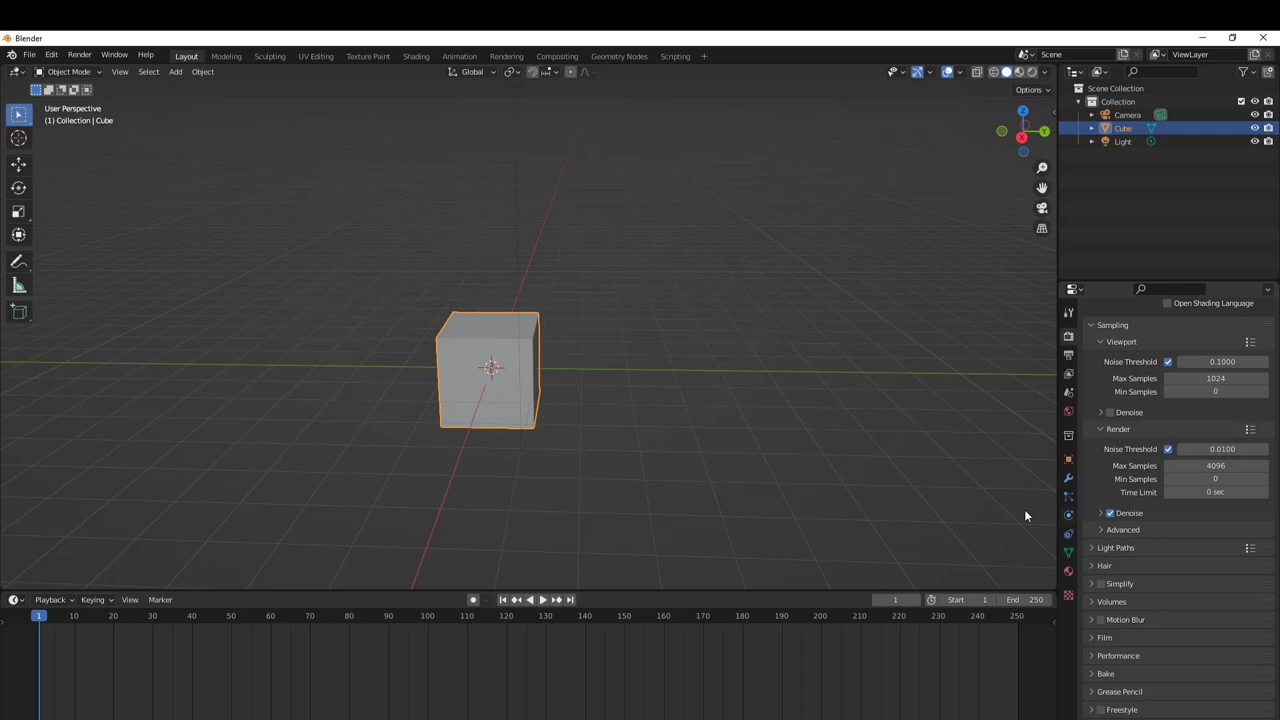 Blender
File Edit Render Window Help Layout Modeling Sculpting UV Editing Texture Paint Shading Animation Rendering Compositing Geometry Nodes Scripting + Scene ViewLayer
Object Mode View Select Add Object Global
Options
User Perspective
(1) Collection | Cube
Z
Y
X
Scene Collection
Collection
Camera
Cube
Light
Open Shading Language
Sampling
Viewport
Noise Threshold 0.1000
Max Samples 1024
Min Samples 0
Denoise
Render
Noise Threshold 0.0100
Max Samples 4096
Min Samples 0
Time Limit 0 sec
Denoise
Advanced
Light Paths
Hair
Simplify
Volumes
Motion Blur
Film
Performance
Bake
Grease Pencil
Freestyle
Playback Keying View Marker 1 Start 1 End 250
1 10 20 30 40 50 60 70 80 90 100 110 120 130 140 150 160 170 180 190 200 210 220 230 240 250